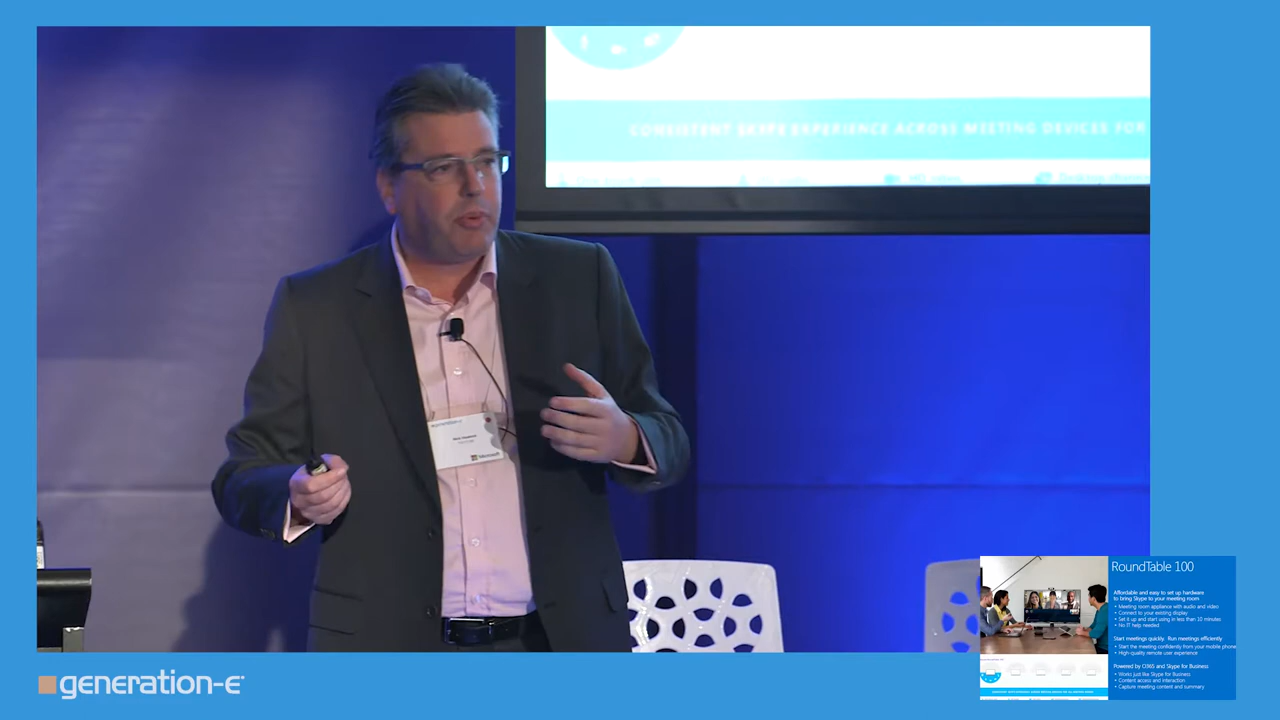 CONSISTENT SKYPE EXPERIENCE ACROSS MEETING DEVICES FOR
generation-e
Microsoft
RoundTable 100
Affordable and easy to set up hardware
to bring Skype to your meeting room
• Meeting room appliance with audio and video
• Connect to your existing display
• Set it up and start using in less than 10 minutes
• No IT help needed
Start meetings quickly. Run meetings efficiently
• Start the meeting confidently from your mobile phone
• High-quality remote user experience
Powered by O365 and Skype for Business
• Works just like Skype for Business
• Content access and interaction
• Capture meeting content and summary
generation-e